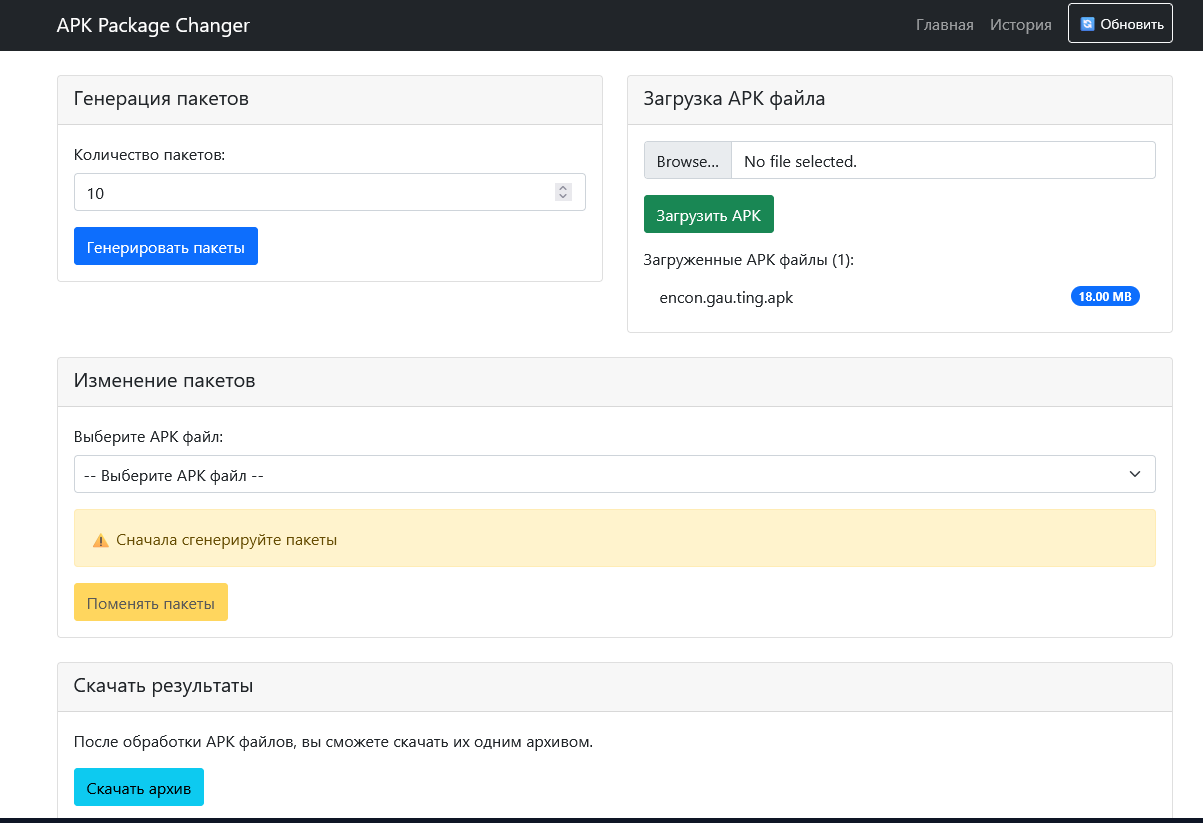 APK Package Changer
Главная
История
Обновить
Генерация пакетов
Количество пакетов:
10
Генерировать пакеты
Загрузка APK файла
Browse...
No file selected.
Загрузить APK
Загруженные APK файлы (1):
encon.gau.ting.apk
18.00 MB
Изменение пакетов
Выберите APK файл:
-- Выберите APK файл --
Сначала сгенерируйте пакеты
Поменять пакеты
Скачать результаты
После обработки APK файлов, вы сможете скачать их одним архивом.
Скачать архив